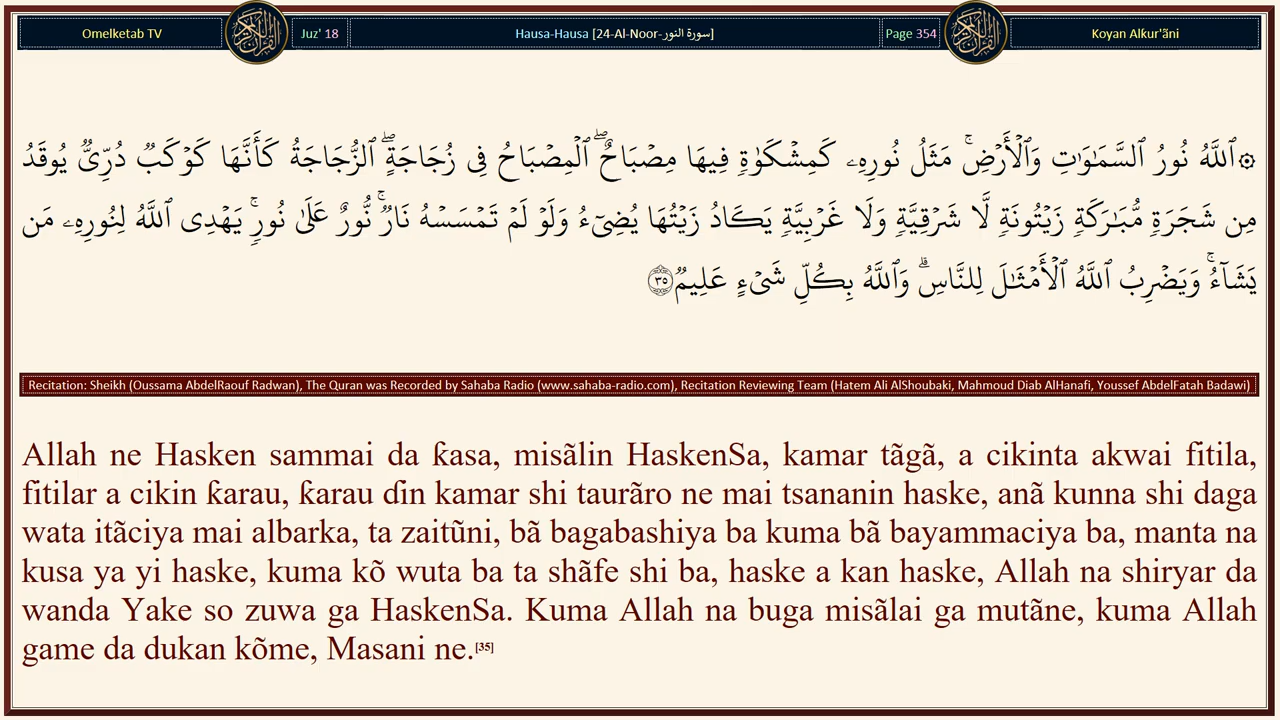 Omelketab TV
Juz' 18
Hausa-Hausa [24-Al-Noor-سورة النور]
Page 354
Koyan Alƙur'ãni
۞ ٱللَّهُ نُورُ ٱلسَّمَٰوَٰتِ وَٱلْأَرْضِۚ مَثَلُ نُورِهِۦ كَمِشْكَوٰةٍ فِيهَا مِصْبَاحٌۖ ٱلْمِصْبَاحُ فِى زُجَاجَةٍۖ ٱلزُّجَاجَةُ كَأَنَّهَا كَوْكَبٌ دُرِّىٌّ يُوقَدُ
مِن شَجَرَةٍ مُّبَٰرَكَةٍ زَيْتُونَةٍ لَّا شَرْقِيَّةٍ وَلَا غَرْبِيَّةٍ يَكَادُ زَيْتُهَا يُضِىٓءُ وَلَوْ لَمْ تَمْسَسْهُ نَارٌۚ نُّورٌ عَلَىٰ نُورٍۗ يَهْدِى ٱللَّهُ لِنُورِهِۦ مَن
يَشَآءُۚ وَيَضْرِبُ ٱللَّهُ ٱلْأَمْثَٰلَ لِلنَّاسِۗ وَٱللَّهُ بِكُلِّ شَىْءٍ عَلِيمٌ ٣٥
Recitation: Sheikh (Oussama AbdelRaouf Radwan), The Quran was Recorded by Sahaba Radio (www.sahaba-radio.com), Recitation Reviewing Team (Hatem Ali AlShoubaki, Mahmoud Diab AlHanafi, Youssef AbdelFatah Badawi)
Allah ne Hasken sammai da ƙasa, misãlin HaskenSa, kamar tãgã, a cikinta akwai fitila,
fitilar a cikin ƙarau, ƙarau ɗin kamar shi taurãro ne mai tsananin haske, anã kunna shi daga
wata itãciya mai albarka, ta zaitũni, bã bagabashiya ba kuma bã bayammaciya ba, manta na
kusa ya yi haske, kuma kõ wuta ba ta shãfe shi ba, haske a kan haske, Allah na shiryar da
wanda Yake so zuwa ga HaskenSa. Kuma Allah na buga misãlai ga mutãne, kuma Allah
game da dukan kõme, Masani ne.[35]